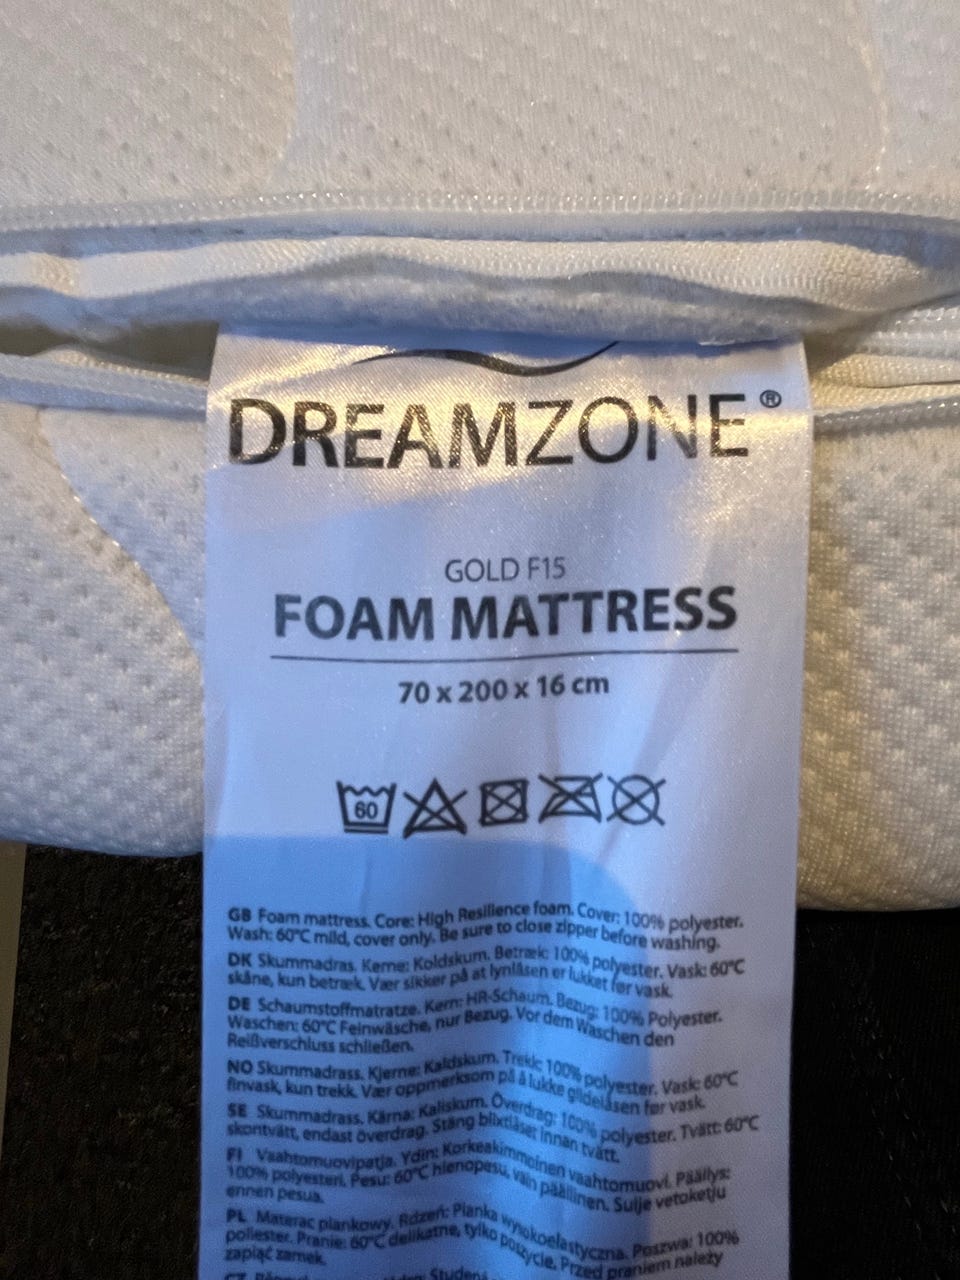 DREAMZONE®
GOLD F15
FOAM MATTRESS
70 x 200 x 16 cm
60
GB Foam mattress. Core: High Resilience foam. Cover: 100% polyester.
Wash: 60°C mild, cover only. Be sure to close zipper before washing.
DK Skummadras. Kerne: Koldskum. Betræk: 100% polyester. Vask: 60°C
skåne, kun betræk. Vær sikker på at lynlåsen er lukket før vask.
DE Schaumstoffmatratze. Kern: HR-Schaum. Bezug: 100% Polyester.
Waschen: 60°C Feinwäsche, nur Bezug. Vor dem Waschen den
Reißverschluss schließen.
NO Skummadrass. Kjerne: Kaldskum. Trekk: 100% polyester. Vask: 60°C
finvask, kun trekk. Vær oppmerksom på å lukke glidelåsen før vask.
SE Skummadrass. Kärna: Kallskum. Överdrag: 100% polyester. Tvätt: 60°C
skontvätt, endast överdrag. Stäng blixtlåset innan tvätt.
FI Vaahtomuovipatja. Ydin: Korkeakimmoinen vaahtomuovi. Päällys:
100% polyesteri. Pesu: 60°C hienopesu, vain päällinen. Sulje vetoketju
ennen pesua.
PL Materac piankowy. Rdzeń: Pianka wysokoelastyczna. Poszwa: 100%
poliester. Pranie: 60°C delikatne, tylko poszycie. Przed praniem należy
zapiąć zamek.
CZ